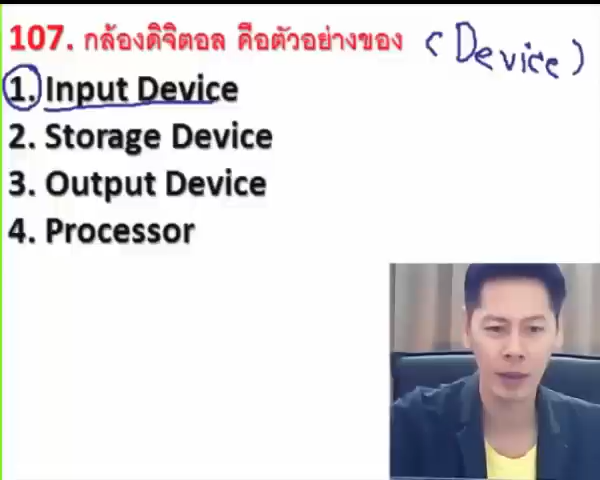 107. กล้องดิจิตอล คือตัวอย่างของ (Device)
1. Input Device
2. Storage Device
3. Output Device
4. Processor